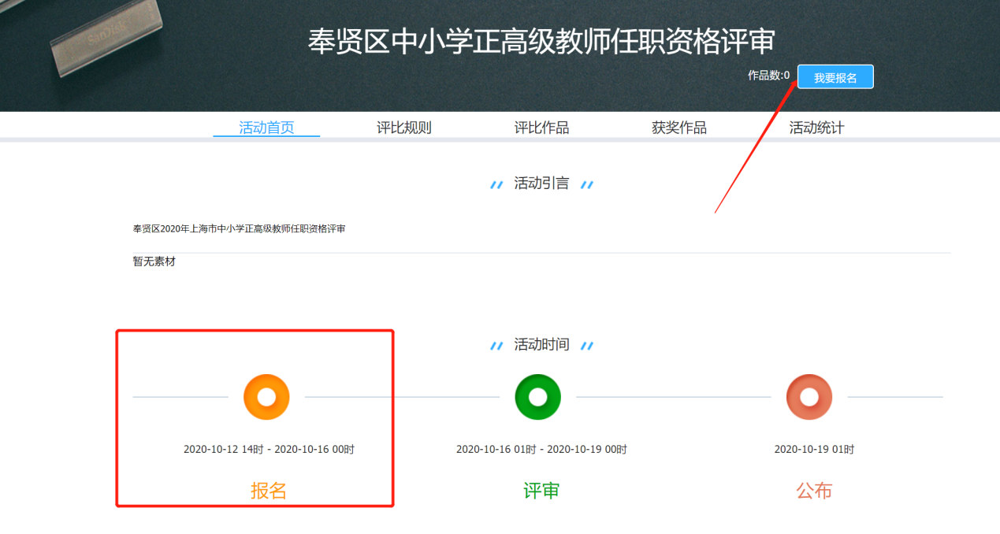 SanDisk
奉贤区中小学正高级教师任职资格评审
作品数:0 我要报名
活动首页 评比规则 评比作品 获奖作品 活动统计
活动引言
奉贤区2020年上海市中小学正高级教师任职资格评审
暂无素材
活动时间
2020-10-12 14时 - 2020-10-16 00时 2020-10-16 01时 - 2020-10-19 00时 2020-10-19 01时
报名 评审 公布